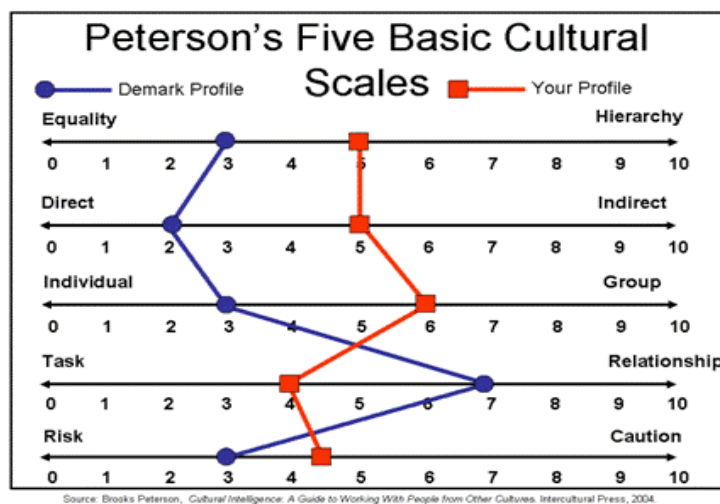 Peterson's Five Basic Cultural
Scales
Demark Profile
Your Profile
Equality Hierarchy
0 1 2 3 4 5 6 7 8 9 10
Direct Indirect
0 1 2 3 4 5 6 7 8 9 10
Individual Group
0 1 2 3 4 5 6 7 8 9 10
Task Relationship
0 1 2 3 4 5 6 7 8 9 10
Risk Caution
0 1 2 3 4 5 6 7 8 9 10
Source: Brooks Peterson, Cultural Intelligence: A Guide to Working With People from Other Cultures. Intercultural Press, 2004.